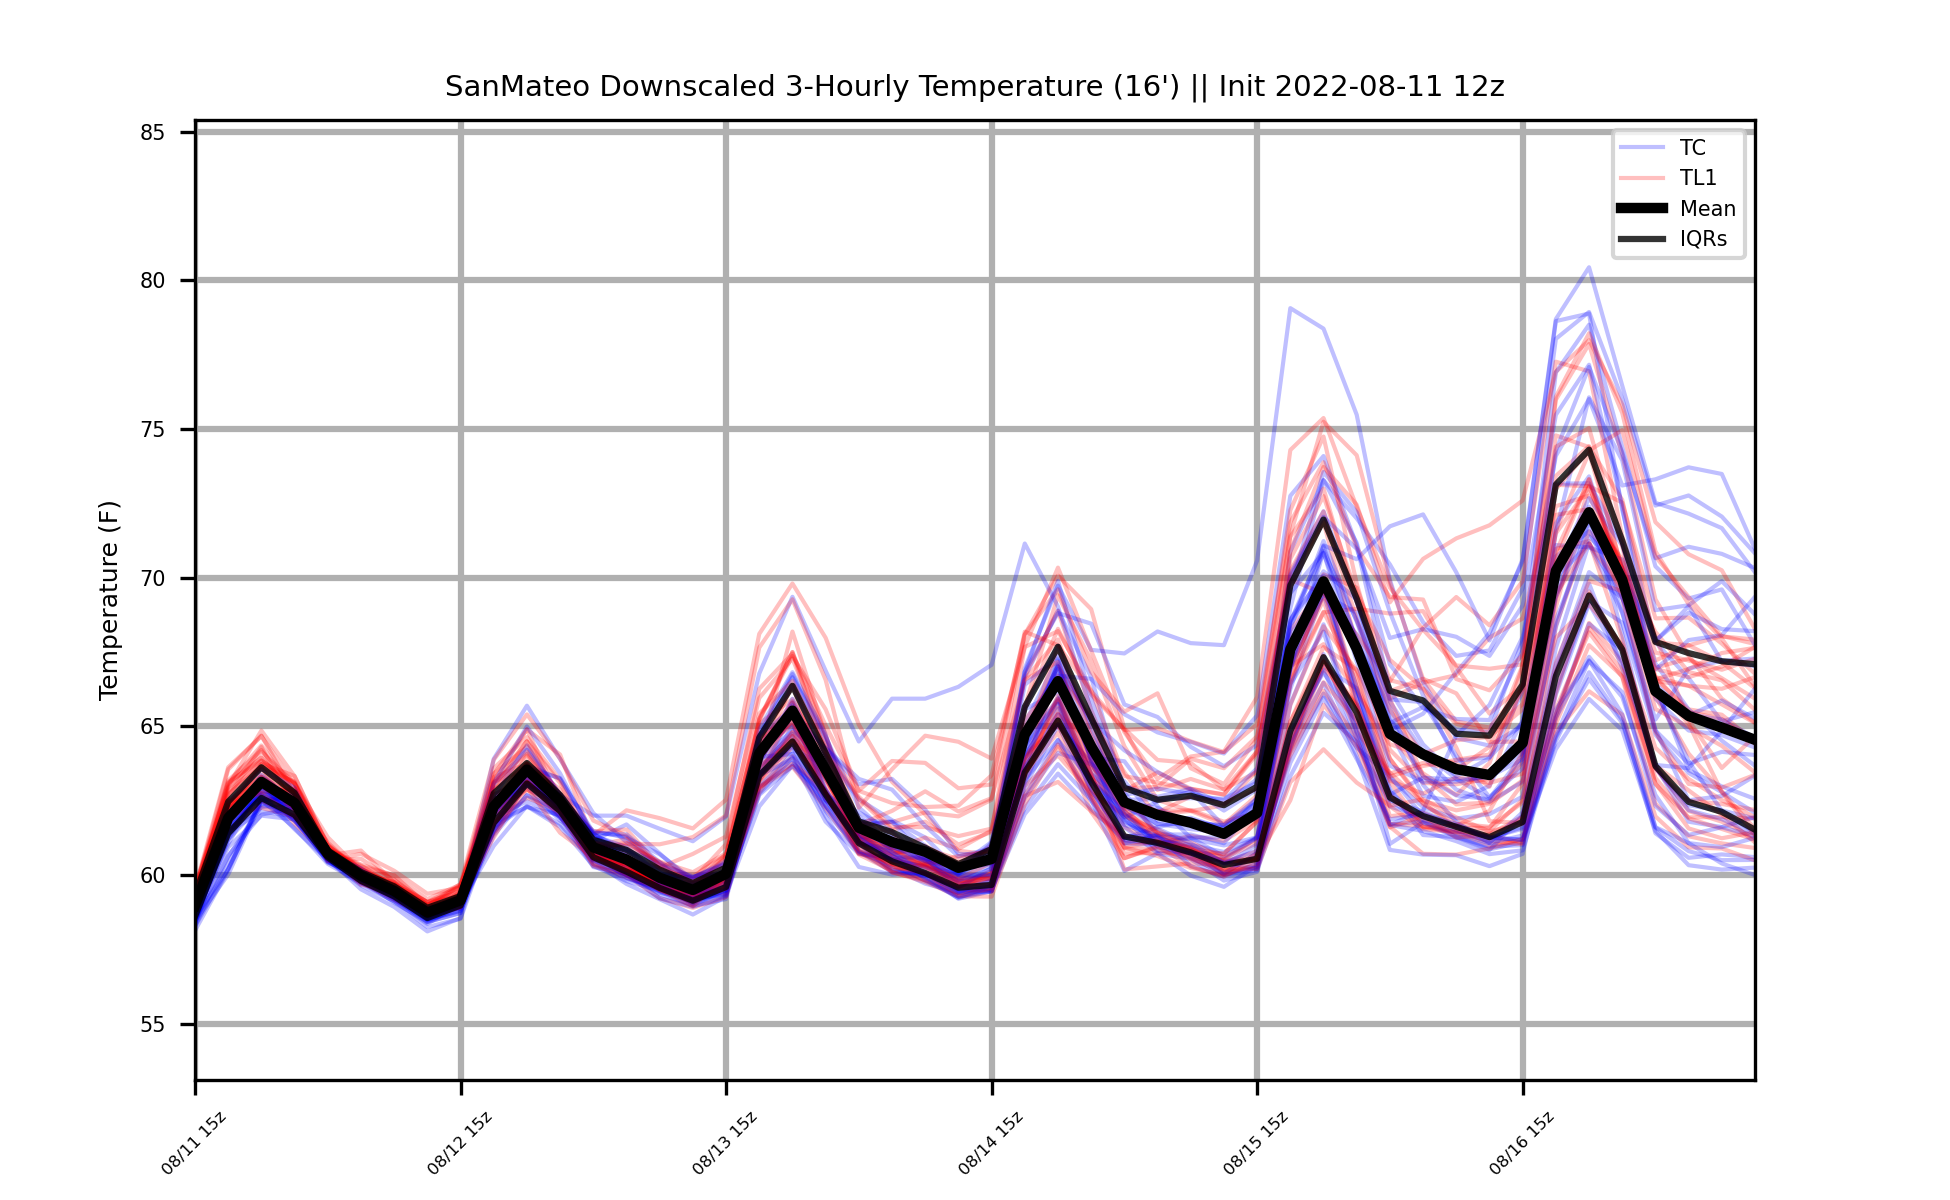 SanMateo Downscaled 3-Hourly Temperature (16') || Init 2022-08-11 12z
85
80
75
70
65
60
55
Temperature (F)
TC
TL1
Mean
IQRs
08/11 15z
08/12 15z
08/13 15z
08/14 15z
08/15 15z
08/16 15z